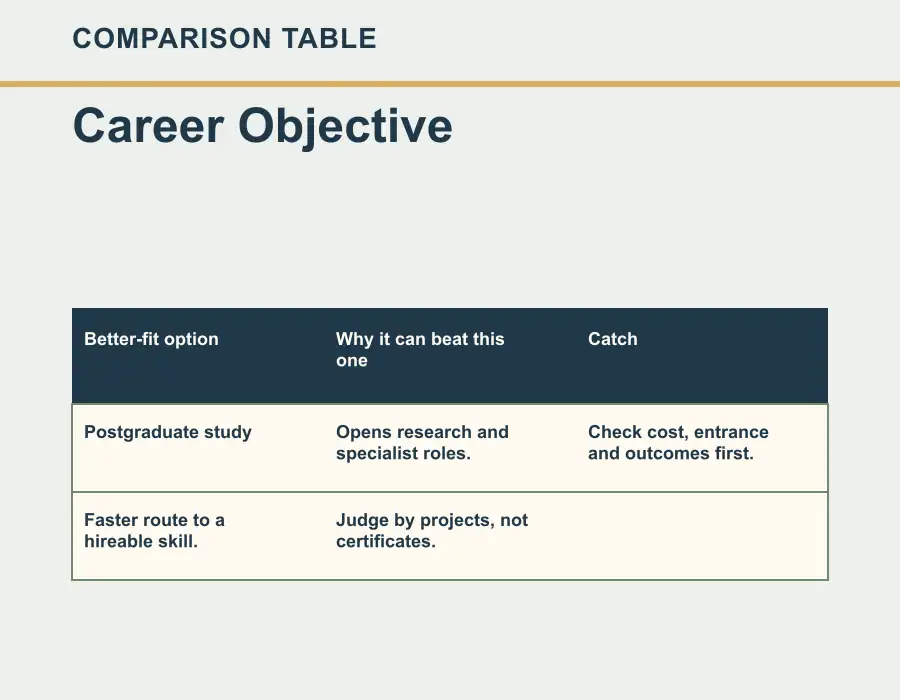 COMPARISON TABLE
Career Objective
Better-fit option
Why it can beat this
one
Catch
Postgraduate study
Opens research and
specialist roles.
Check cost, entrance
and outcomes first.
Faster route to a
hireable skill.
Judge by projects, not
certificates.